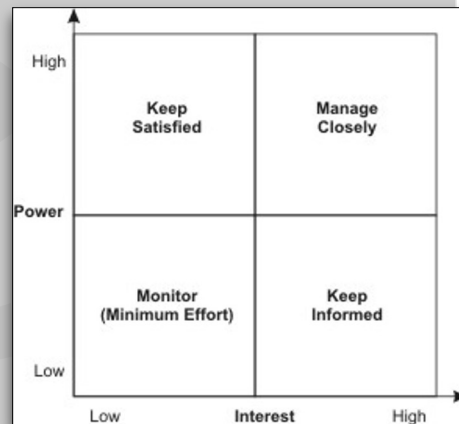 High
Keep
Satisfied
Manage
Closely
Power
Monitor
(Minimum Effort)
Keep
Informed
Low
Low
Interest
High